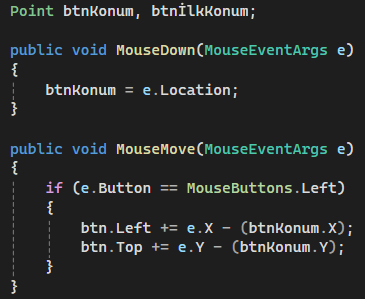 Point btnKonum, btnİlkKonum;
public void MouseDown(MouseEventArgs e)
{
btnKonum = e.Location;
}
public void MouseMove(MouseEventArgs e)
{
if (e.Button == MouseButtons.Left)
{
btn.Left += e.X - (btnKonum.X);
btn.Top += e.Y - (btnKonum.Y);
}
}